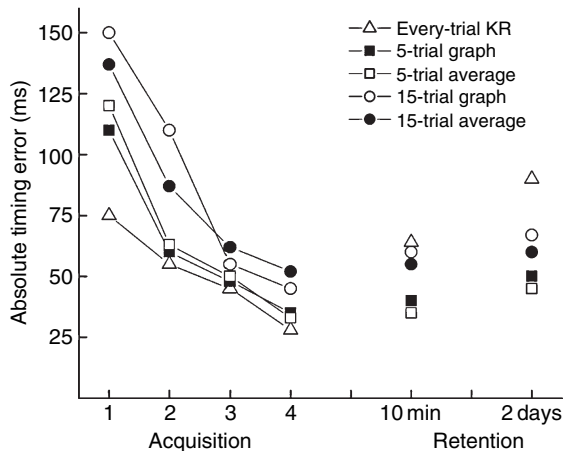 Absolute timing error (ms)
150
125
100
75
50
25
Every-trial KR
5-trial graph
5-trial average
15-trial graph
15-trial average
1 2 3 4 10 min 2 days
Acquisition Retention